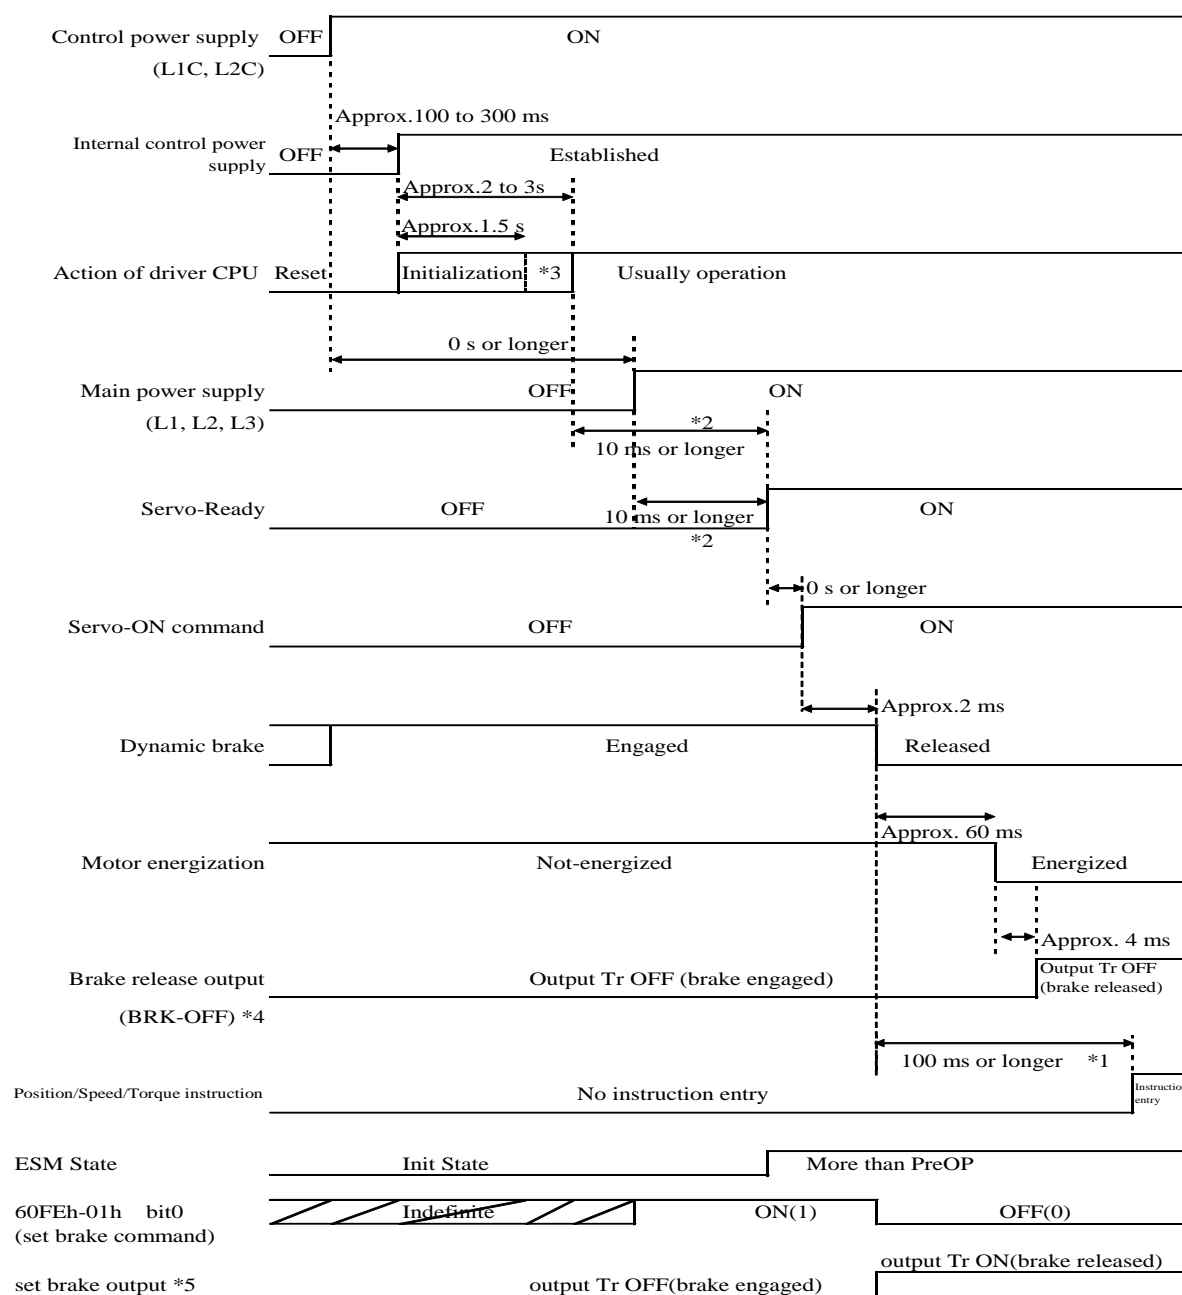 Control power supply OFF ON
(L1C, L2C)
Approx.100 to 300 ms
Internal control power
supply OFF Established
Approx.2 to 3s
Approx.1.5 s
Action of driver CPU Reset Initialization *3 Usually operation
0 s or longer
Main power supply OFF ON
(L1, L2, L3)
*2
10 ms or longer
Servo-Ready OFF ON
10 ms or longer
*2
0 s or longer
Servo-ON command OFF ON
Approx.2 ms
Dynamic brake Engaged Released
Approx. 60 ms
Motor energization Not-energized Energized
Approx. 4 ms
Brake release output Output Tr OFF (brake engaged) Output Tr OFF
(brake released)
(BRK-OFF) *4
100 ms or longer *1
Position/Speed/Torque instruction No instruction entry Instruction
entry
ESM State Init State More than PreOP
60FEh-01h bit0 Indefinite ON(1) OFF(0)
(set brake command)
output Tr ON(brake released)
set brake output *5 output Tr OFF(brake engaged)